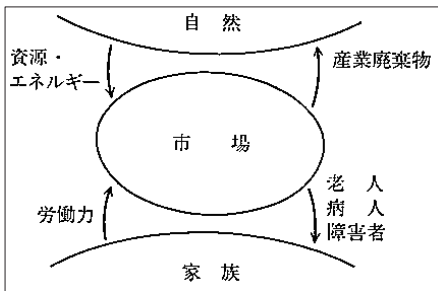 自然
資源・
エネルギー
産業廃棄物
市場
労働力
老人
病人
障害者
家族